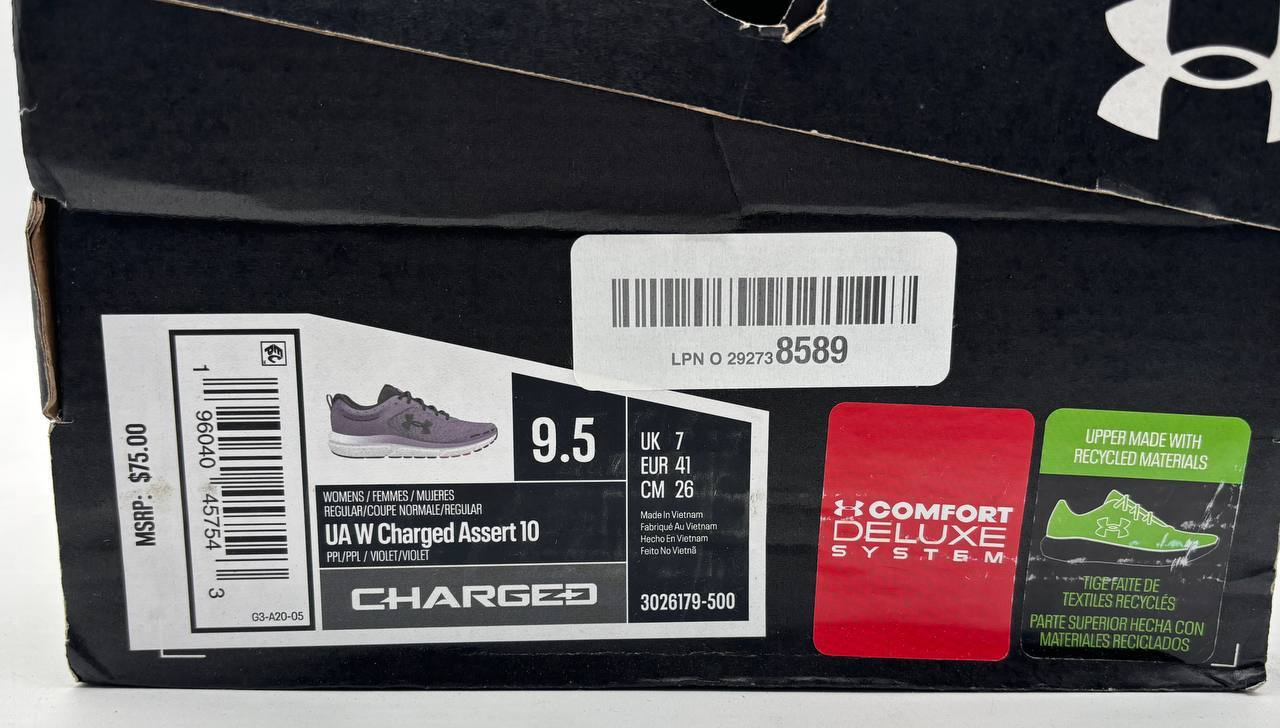 LPN O 292738589
MSRP: $75.00
1 96040 45754 3
EPC
G3-A20-05
9.5
UK 7
EUR 41
CM 26
WOMENS / FEMMES / MUJERES
REGULAR/COUPE NORMALE/REGULAR
UA W Charged Assert 10
PPL/PPL / VIOLET/VIOLET
CHARGED
Made In Vietnam
Fabriqué Au Vietnam
Hecho En Vietnam
Feito No Vietnã
3026179-500
COMFORT
DELUXE
SYSTEM
UPPER MADE WITH
RECYCLED MATERIALS
TIGE FAITE DE
TEXTILES RECYCLÉS
PARTE SUPERIOR HECHA CON
MATERIALES RECICLADOS